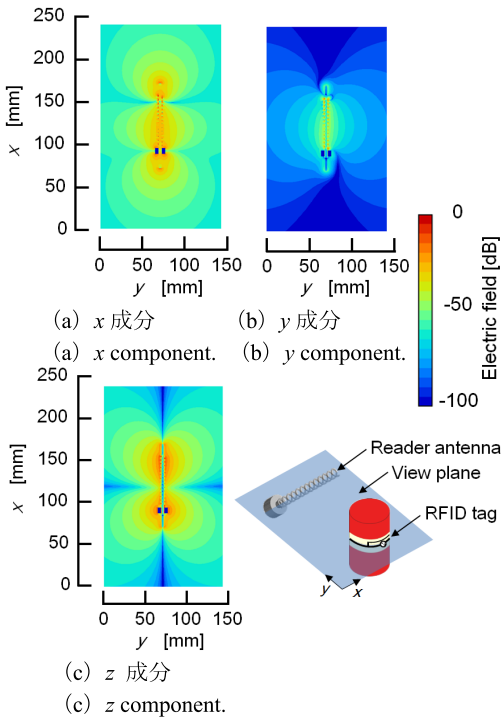 250
200
150
100
50
0
x [mm]
0 50 100 150
y [mm]
0 50 100 150
y [mm]
(a) x 成分
(a) x component.
(b) y 成分
(b) y component.
0
-50
-100
Electric field [dB]
250
200
150
100
50
0
x [mm]
0 50 100 150
y [mm]
(c) z 成分
(c) z component.
Reader antenna
View plane
RFID tag
y
x